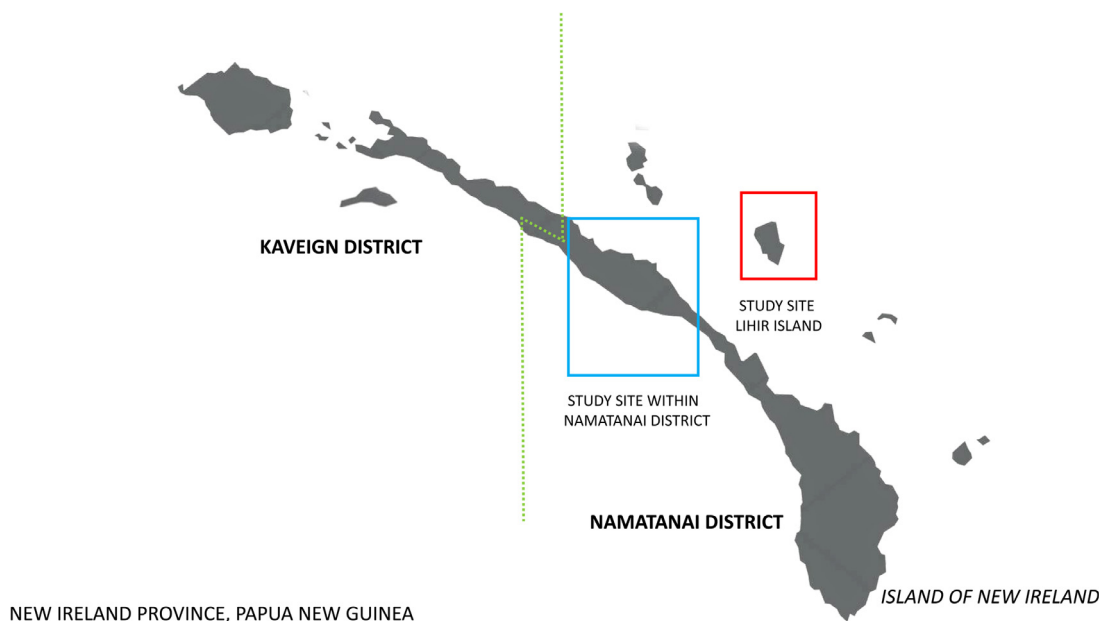 KAVEIGN DISTRICT
STUDY SITE
LIHIR ISLAND
STUDY SITE WITHIN
NAMATANAI DISTRICT
NAMATANAI DISTRICT
ISLAND OF NEW IRELAND
NEW IRELAND PROVINCE, PAPUA NEW GUINEA